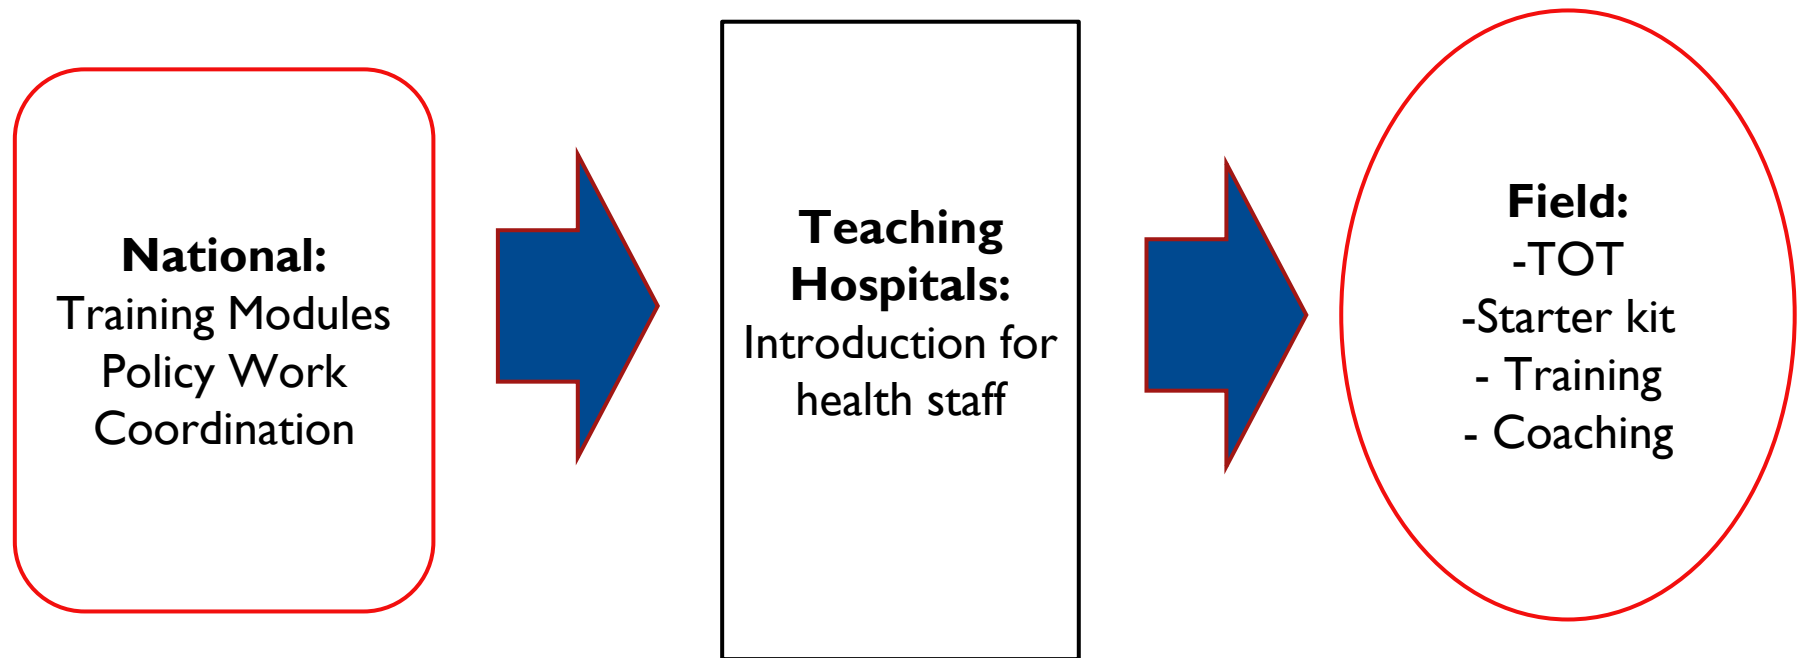 National:
Training Modules
Policy Work
Coordination
Teaching
Hospitals:
Introduction for
health staff
Field:
-TOT
-Starter kit
- Training
- Coaching